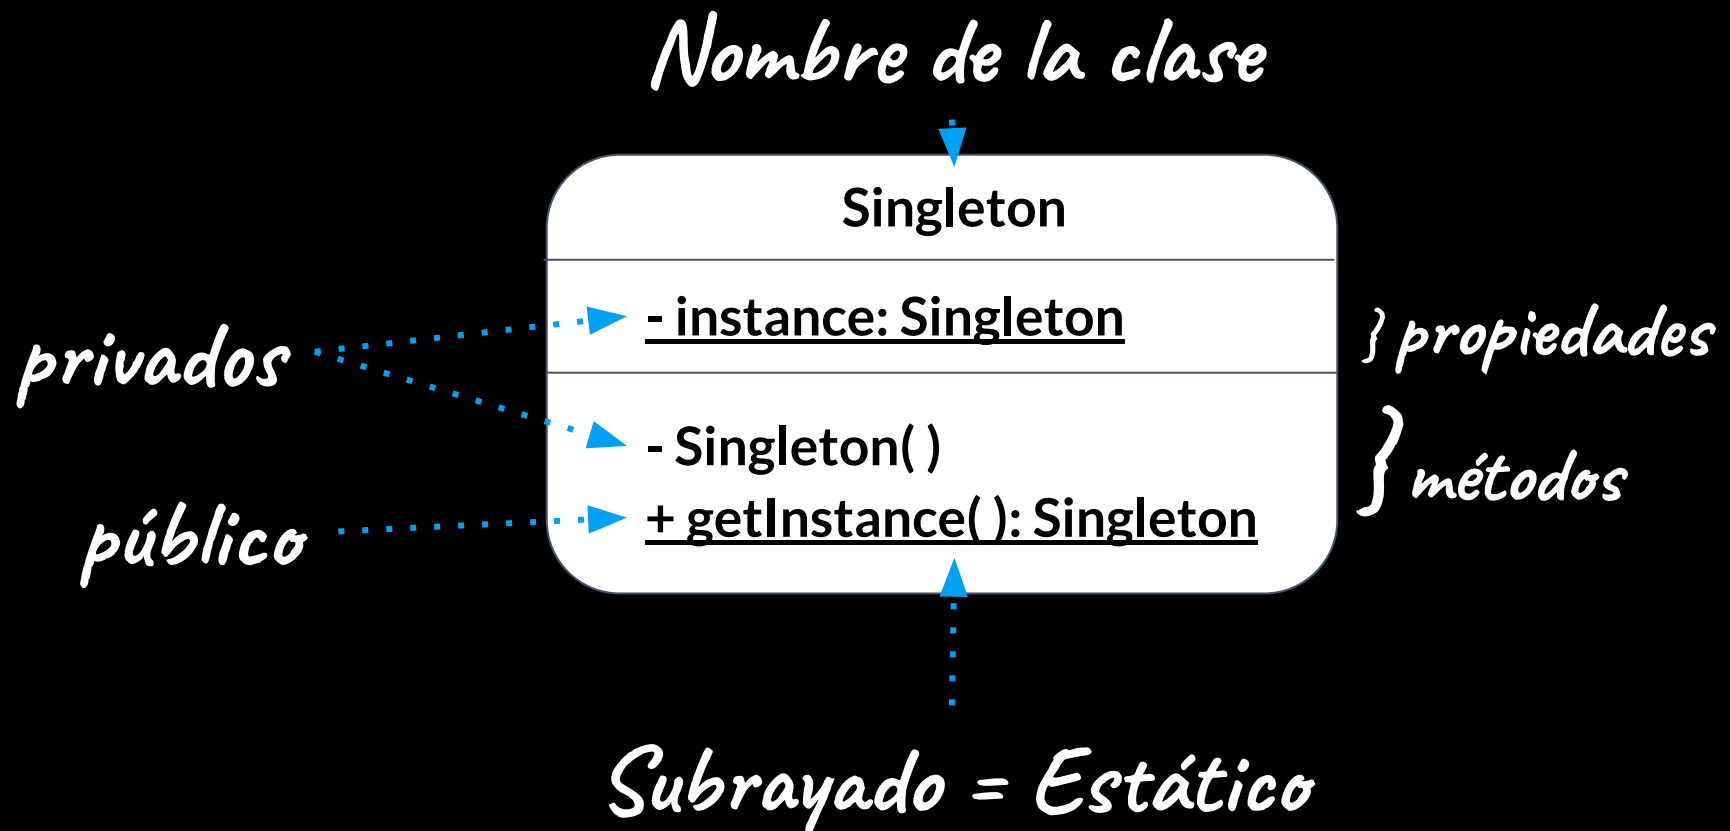 Nombre de la clase
Singleton
- instance: Singleton
} propiedades
privados
- Singleton( )
} métodos
público
+ getInstance( ): Singleton
Subrayado = Estático